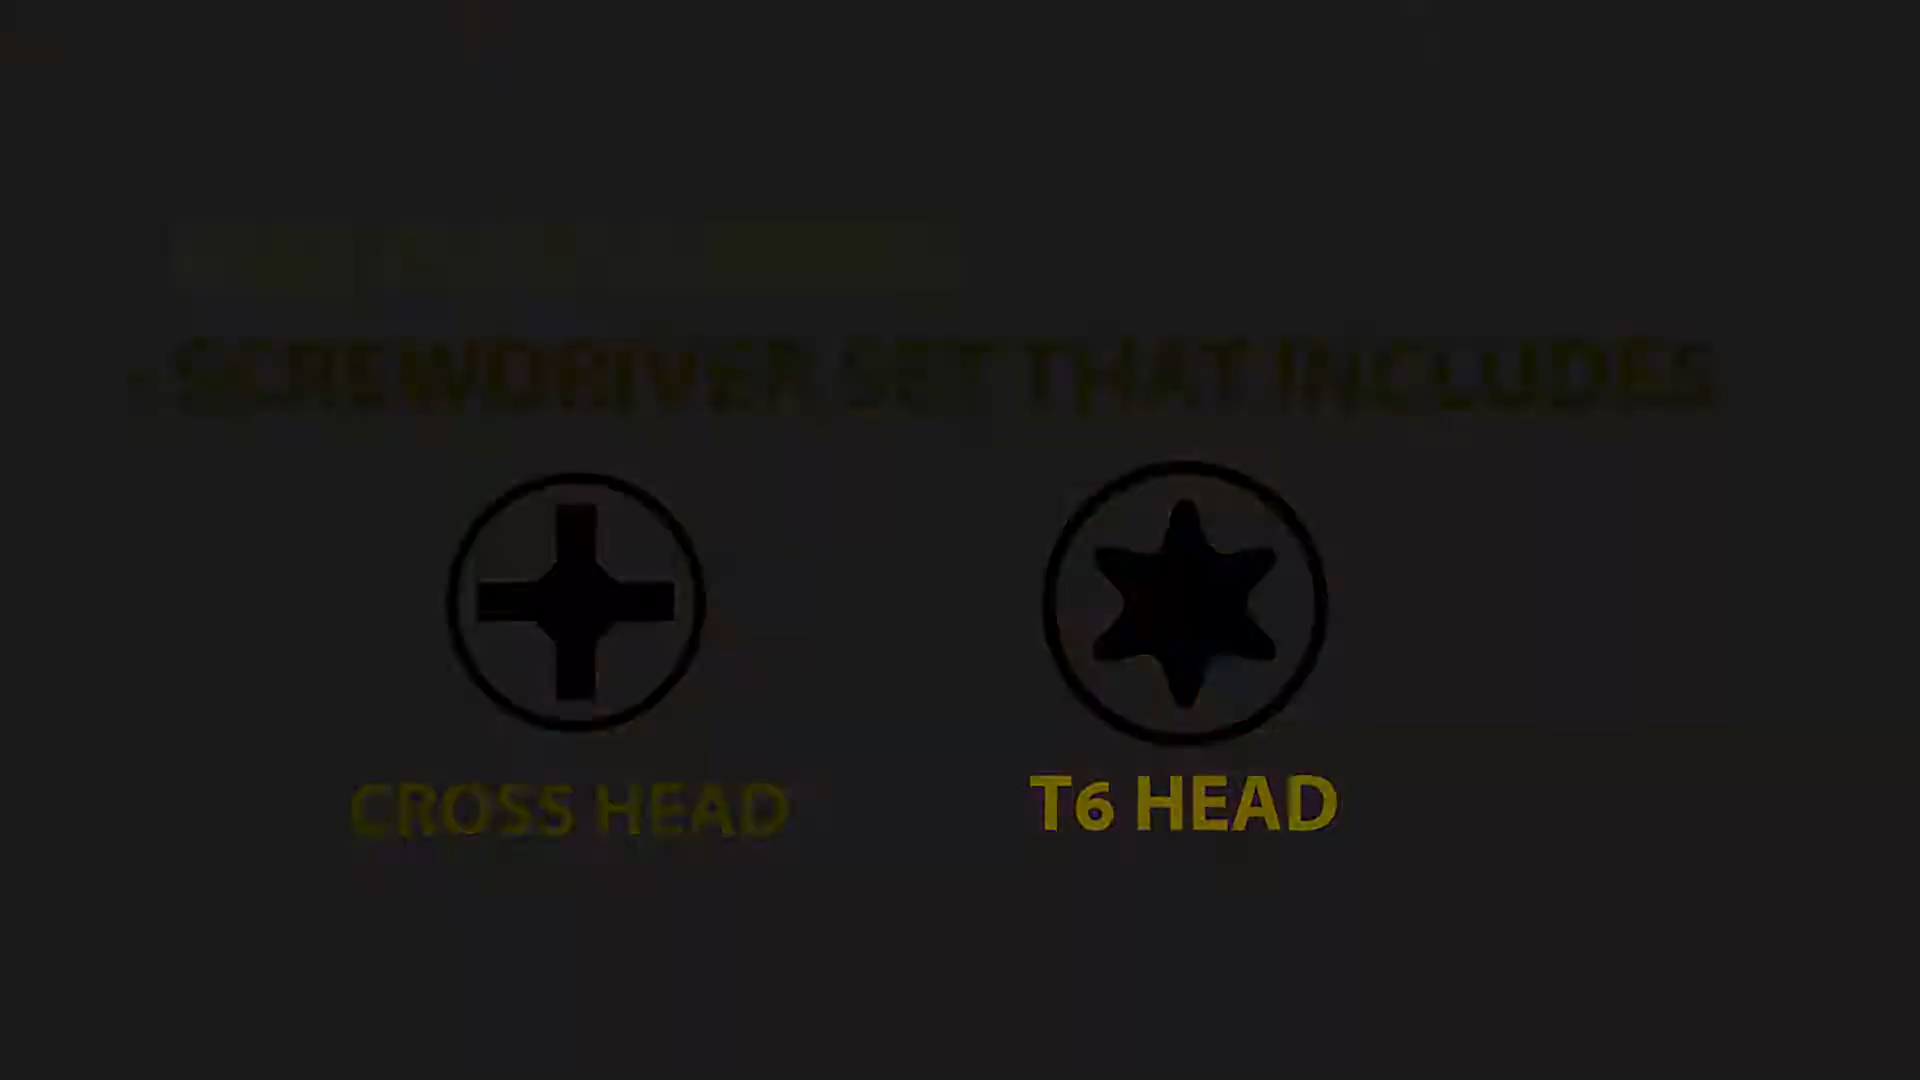 - SCREWDRIVER SET THAT INCLUDES
CROSS HEAD
T6 HEAD